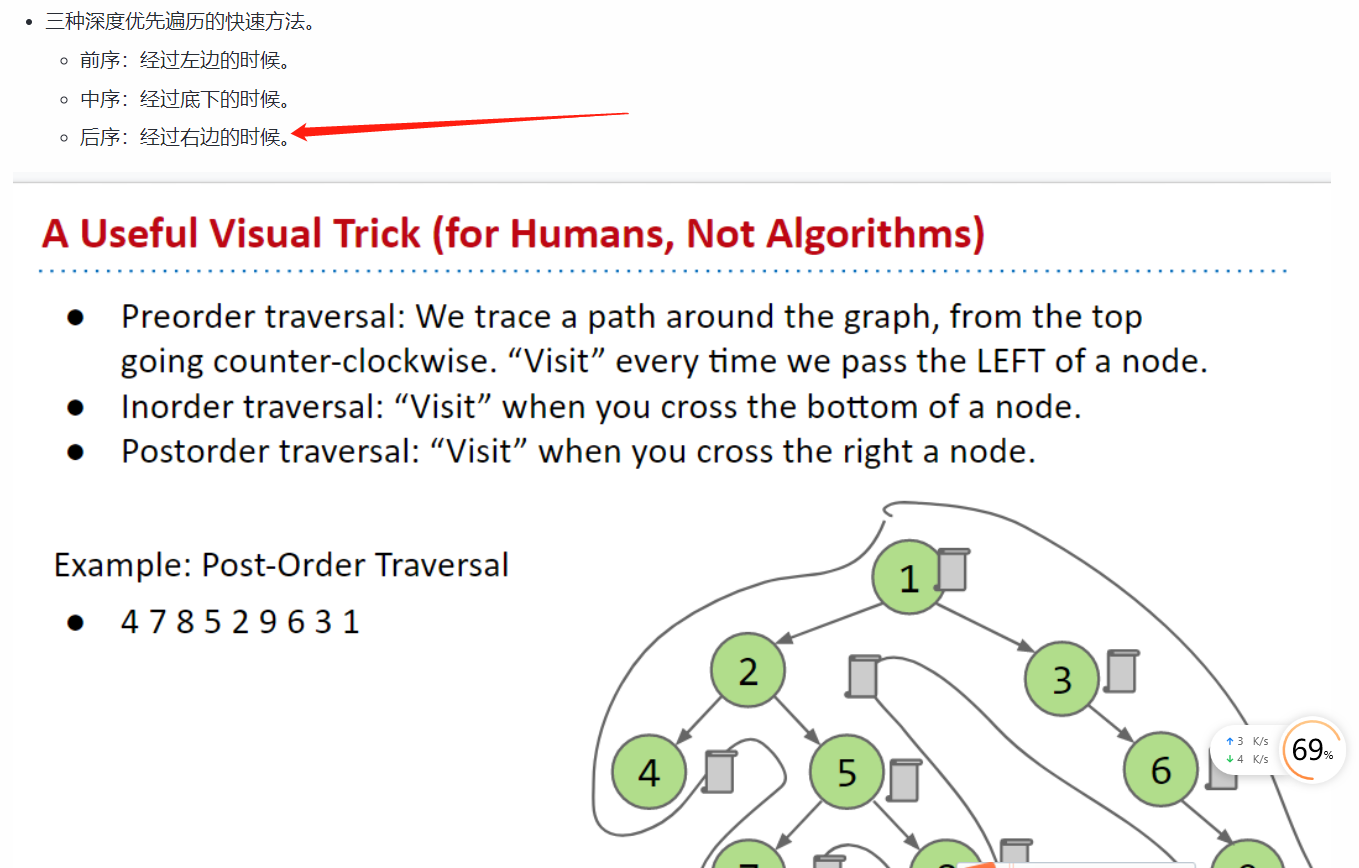 三种深度优先遍历的快速方法。
前序：经过左边的时候。
中序：经过底下的时候。
后序：经过右边的时候。
A Useful Visual Trick (for Humans, Not Algorithms)
Preorder traversal: We trace a path around the graph, from the top
going counter-clockwise. “Visit” every time we pass the LEFT of a node.
Inorder traversal: “Visit” when you cross the bottom of a node.
Postorder traversal: “Visit” when you cross the right a node.
Example: Post-Order Traversal
4 7 8 5 2 9 6 3 1
1
2
3
4
5
6
↑ 3 K/s
↓ 4 K/s
69%